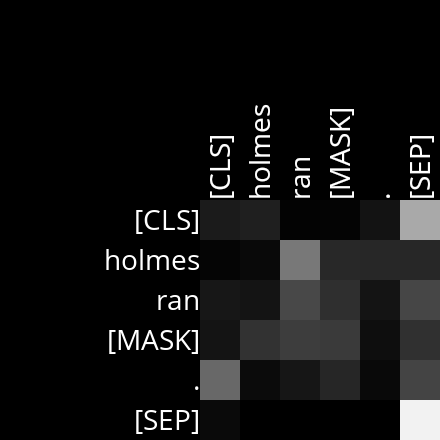 [CLS]
holmes
ran
[MASK]
.
[SEP]
[CLS]
holmes
ran
[MASK]
.
[SEP]